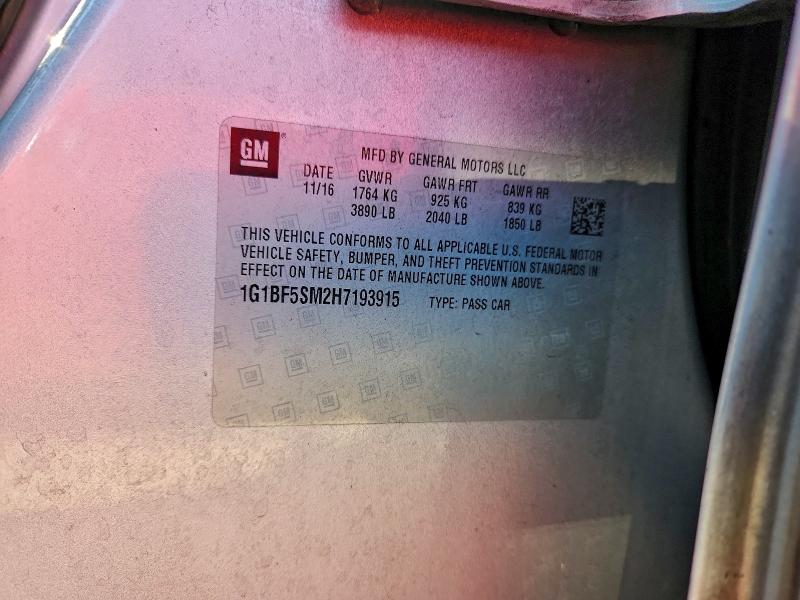 GM
MFD BY GENERAL MOTORS LLC
DATE GVWR GAWR FRT GAWR RR
11/16 1764 KG 925 KG 839 KG
3890 LB 2040 LB 1850 LB
THIS VEHICLE CONFORMS TO ALL APPLICABLE U.S. FEDERAL MOTOR
VEHICLE SAFETY, BUMPER, AND THEFT PREVENTION STANDARDS IN
EFFECT ON THE DATE OF MANUFACTURE SHOWN ABOVE.
1G1BF5SM2H7193915 TYPE: PASS CAR